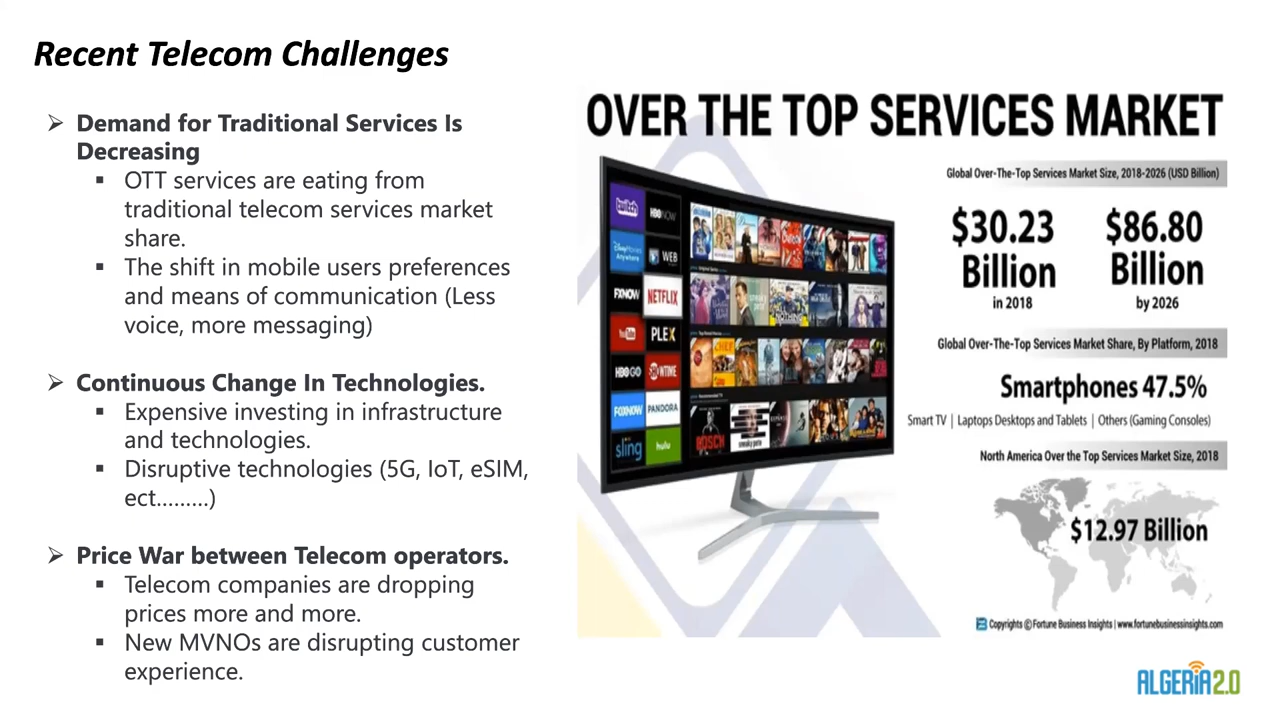 Recent Telecom Challenges
➢ Demand for Traditional Services Is
Decreasing
▪ OTT services are eating from
traditional telecom services market
share.
▪ The shift in mobile users preferences
and means of communication (Less
voice, more messaging)
➢ Continuous Change In Technologies.
▪ Expensive investing in infrastructure
and technologies.
▪ Disruptive technologies (5G, IoT, eSIM,
ect.........)
➢ Price War between Telecom operators.
▪ Telecom companies are dropping
prices more and more.
▪ New MVNOs are disrupting customer
experience.
OVER THE TOP SERVICES MARKET
Global Over-The-Top Services Market Size, 2018-2026 (USD Billion)
$30.23 $86.80
Billion Billion
in 2018 by 2026
Global Over-The-Top Services Market Share, By Platform, 2018
Smartphones 47.5%
Smart TV | Laptops Desktops and Tablets | Others (Gaming Consoles)
North America Over the Top Services Market Size, 2018
$12.97 Billion
Copyrights © Fortune Business Insights | www.fortunebusinessinsights.com
twitch HBO NOW
Disney Movies Anywhere WEB
FXNOW NETFLIX
YouTube PLEX
HBO GO SHOWTIME
FOXNOW PANDORA
sling hulu
BOSCH sneaky pete
ALGERiA2.0